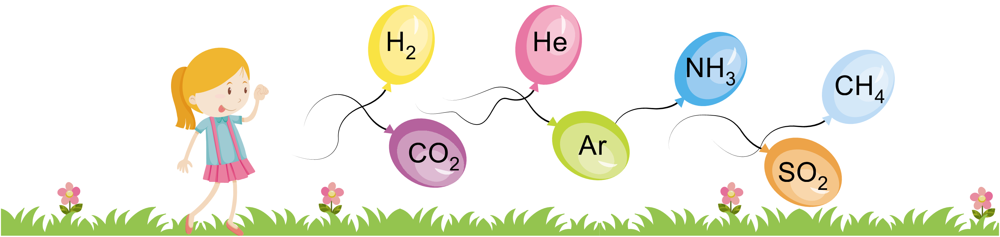 H₂
He
NH₃
CH₄
CO₂
Ar
SO₂